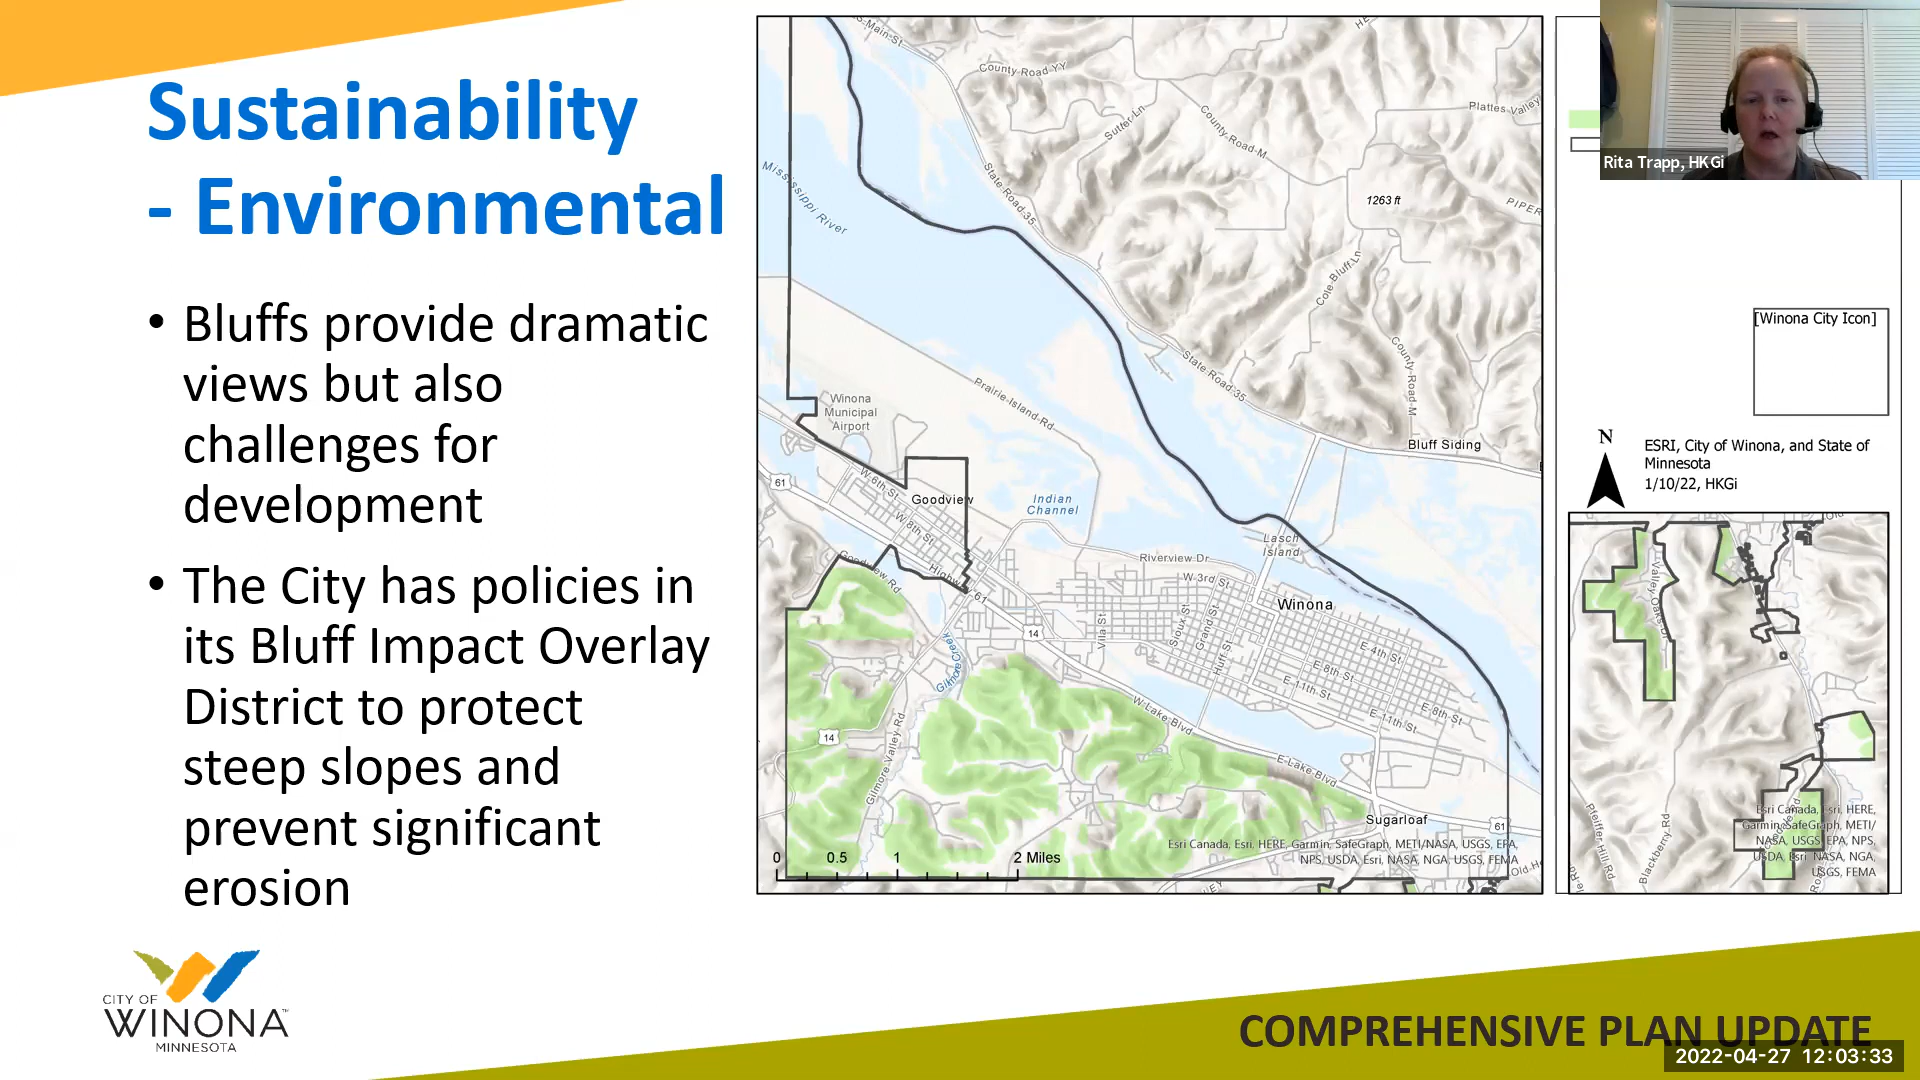 Sustainability
- Environmental
• Bluffs provide dramatic
views but also
challenges for
development
• The City has policies in
its Bluff Impact Overlay
District to protect
steep slopes and
prevent significant
erosion
CITY OF
WINONA™
MINNESOTA
S-Main-St
County-Road YY
Sutter-Ln
County-Road-M
Plattes-Valley
State-Road-35
Mississippi River
1263 ft
PIPER
Cole-Bluff-Ln
County-Road-M
State-Road-35
Prairie-Island-Rd
Bluff Siding
Winona
Municipal
Airport
61
W-6th-St
Goodview
W-8th-St
Indian
Channel
Lasch
Island
Goodview Rd
Highway 61
Riverview-Dr
W-3rd-St
Winona
14
Vila-St
Sioux-St
Grand-St
Huff-St
E-4th-St
E-8th-St
E-11th-St
E-8th-St
E-11th-St
Gilmore Creek
W-Lake-Blvd
14
Gilmore-Valley-Rd
E-Lake-Blvd
Sugarloaf
61
0 0.5 1 2 Miles
Esri Canada, Esri, HERE, Garmin, SafeGraph, METI/NASA, USGS, EPA,
NPS, USDA, Esri, NASA, NGA, USGS, FEMA
Rita Trapp, HKGi
[Winona City Icon]
N
ESRI, City of Winona, and State of
Minnesota
1/10/22, HKGi
Valley-Oaks-Dr
Pfeiffer-Hill-Rd
Blackberry-Rd
Esri Canada, Esri, HERE,
Garmin, SafeGraph, METI/
NASA, USGS, EPA, NPS,
USDA, Esri, NASA, NGA,
USGS, FEMA
COMPREHENSIVE PLAN UPDATE
2022-04-27 12:03:33